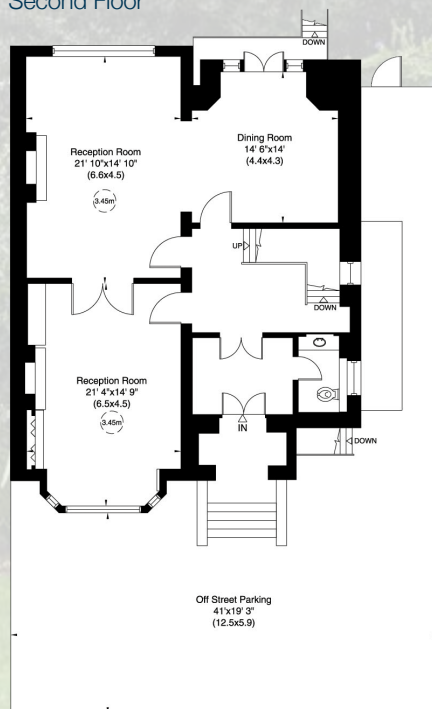 Second Floor
DOWN
Dining Room
14' 6"x14'
(4.4x4.3)
Reception Room
21' 10"x14' 10"
(6.6x4.5)
3.45m
UP
DOWN
Reception Room
21' 4"x14' 9"
(6.5x4.5)
3.45m
IN
DOWN
Off Street Parking
41'x19' 3"
(12.5x5.9)